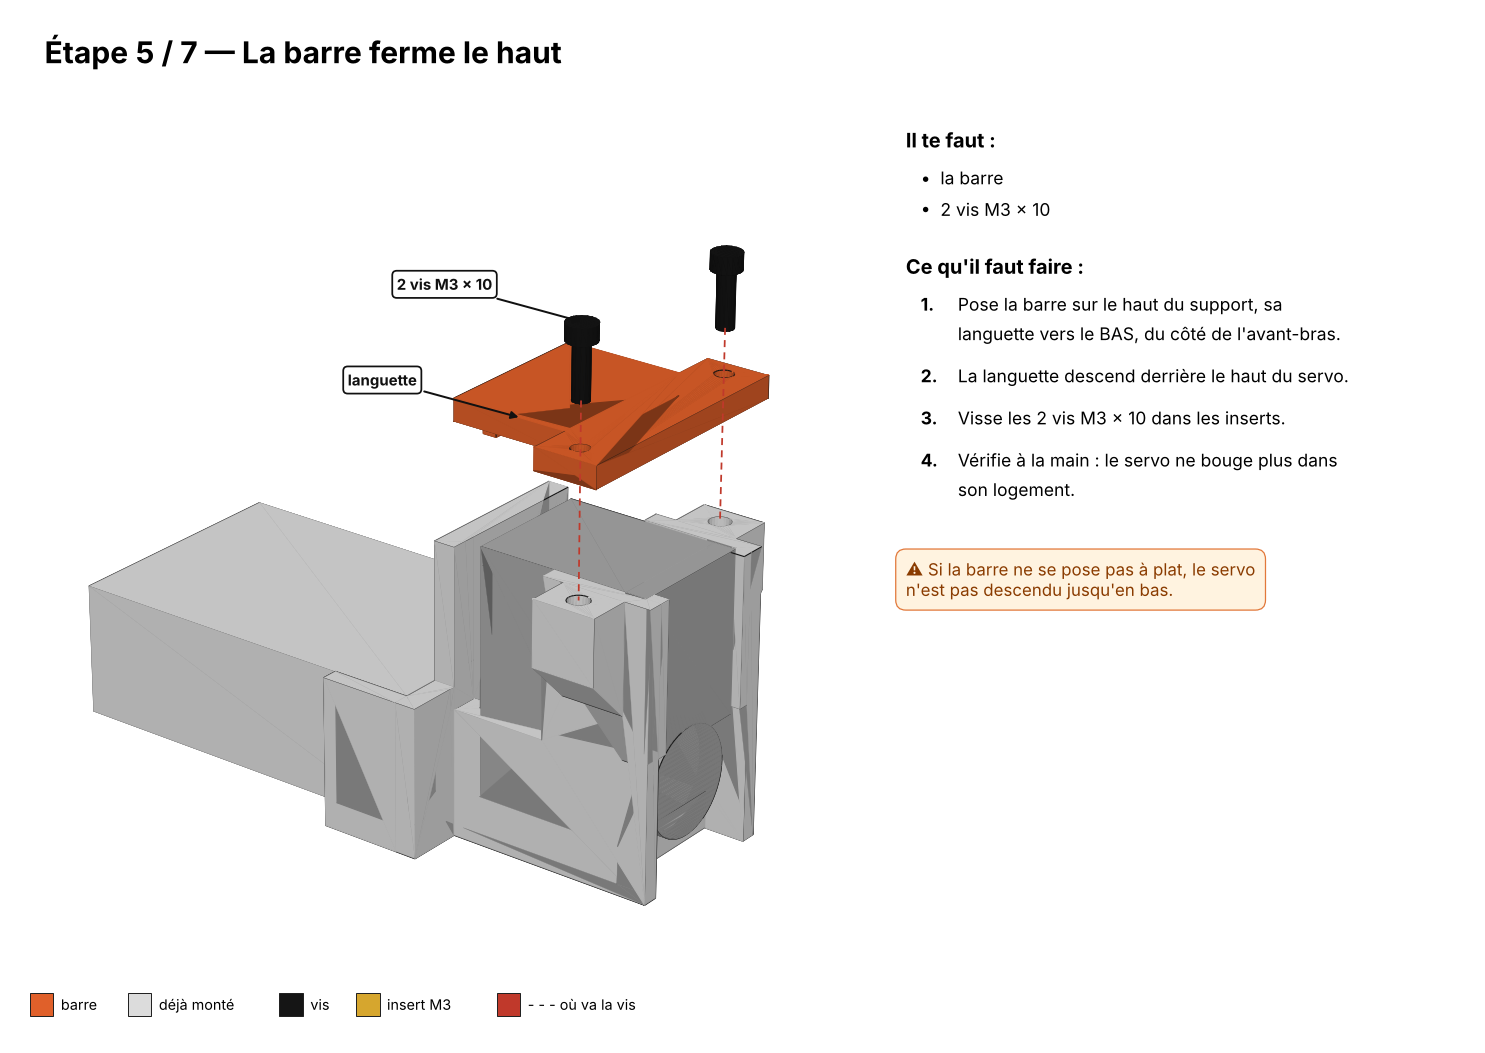 Étape 5 / 7 — La barre ferme le haut
Il te faut :
• la barre
• 2 vis M3 × 10
Ce qu'il faut faire :
1. Pose la barre sur le haut du support, sa
languette vers le BAS, du côté de l'avant-bras.
2. La languette descend derrière le haut du servo.
3. Visse les 2 vis M3 × 10 dans les inserts.
4. Vérifie à la main : le servo ne bouge plus dans
son logement.
⚠ Si la barre ne se pose pas à plat, le servo
n'est pas descendu jusqu'en bas.
2 vis M3 × 10
languette
barre
déjà monté
vis
insert M3
- - - où va la vis